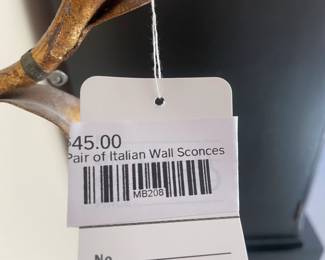 $45.00
Pair of Italian Wall Sconces
MB208
No.